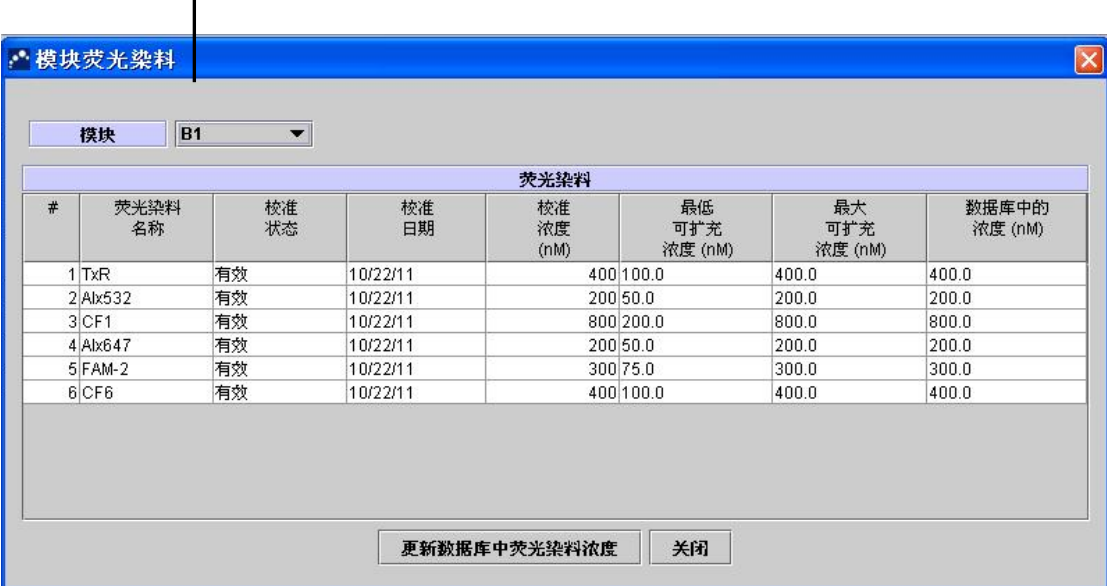 模块荧光染料
模块 B1
荧光染料
# 荧光染料名称 校准状态 校准日期 校准浓度 (nM) 最低可扩充浓度 (nM) 最大可扩充浓度 (nM) 数据库中的浓度 (nM)
1 TxR 有效 10/22/11 400 100.0 400.0 400.0
2 Alx532 有效 10/22/11 200 50.0 200.0 200.0
3 CF1 有效 10/22/11 800 200.0 800.0 800.0
4 Alx647 有效 10/22/11 200 50.0 200.0 200.0
5 FAM-2 有效 10/22/11 300 75.0 300.0 300.0
6 CF6 有效 10/22/11 400 100.0 400.0 400.0
更新数据库中荧光染料浓度 关闭